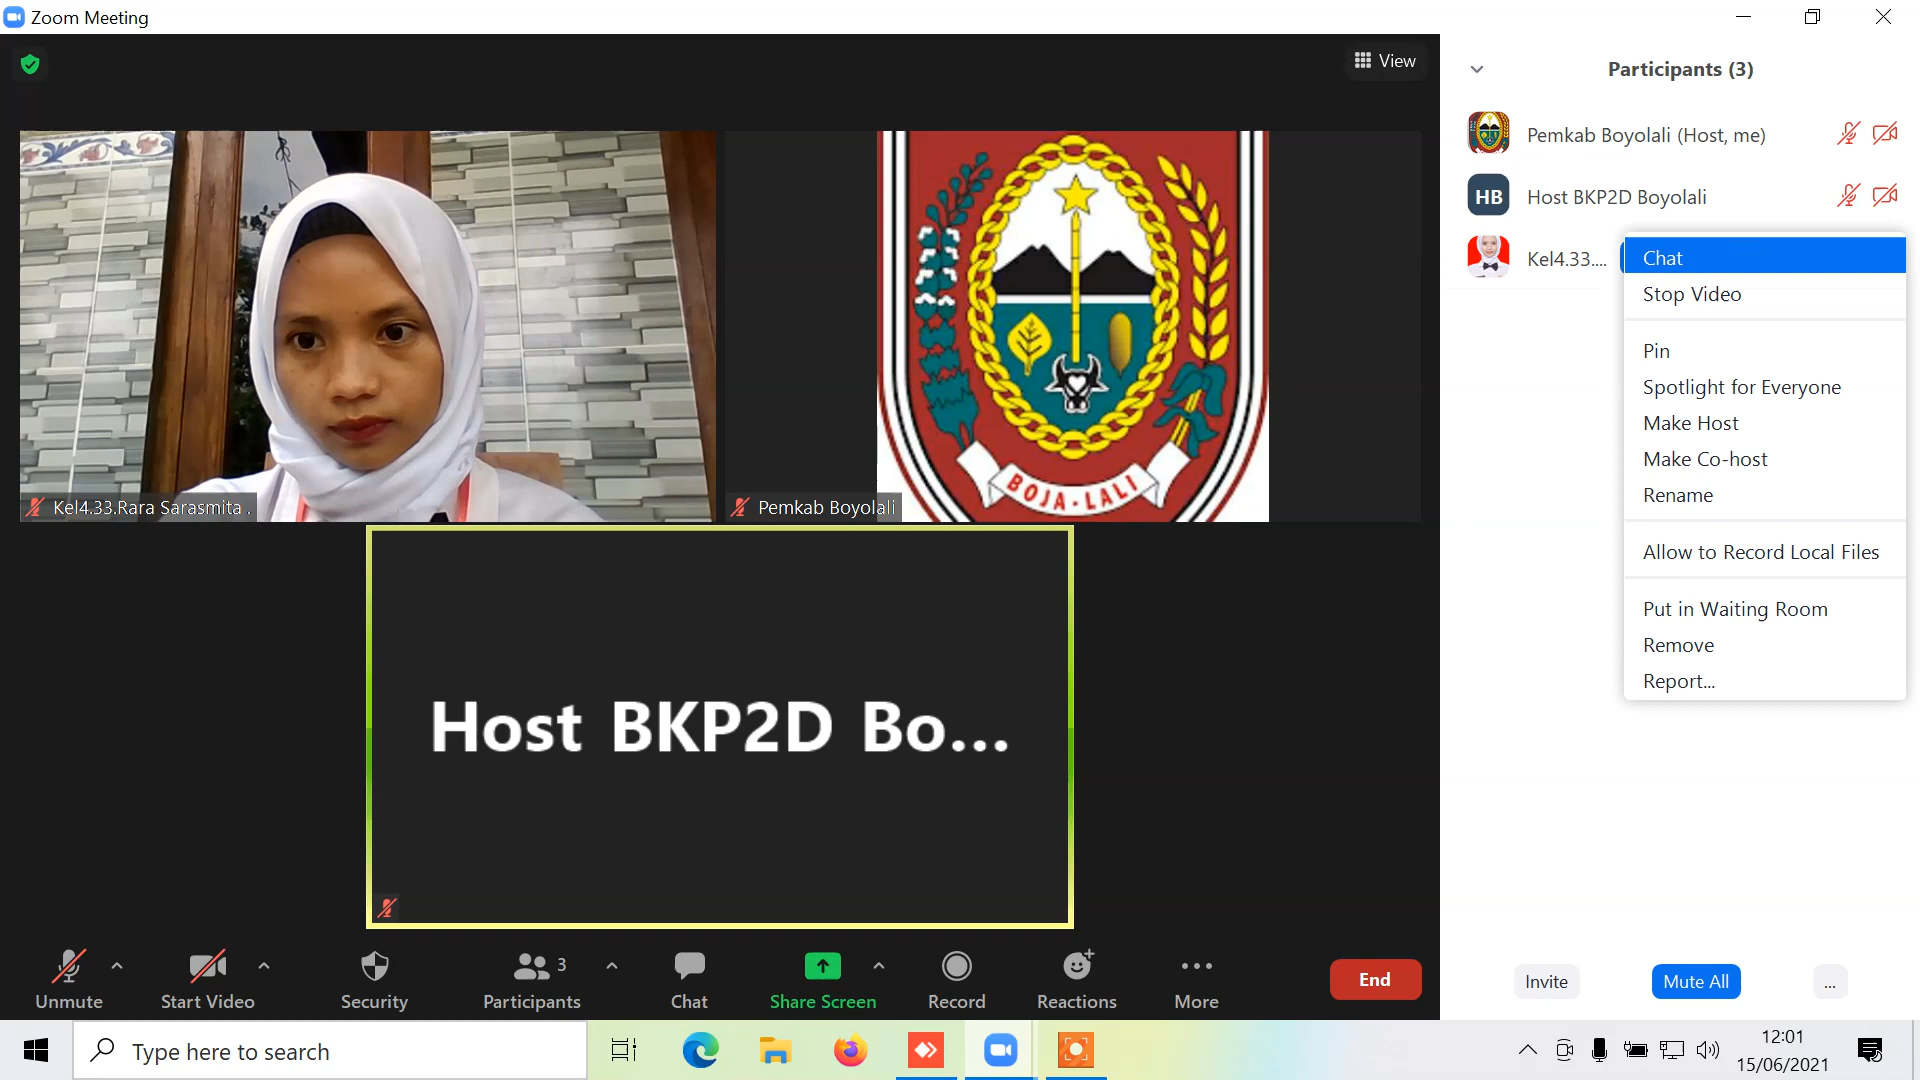 Zoom Meeting
View
Kel4.33.Rara Sarasmita .
Pemkab Boyolali
BOJA·LALI
Host BKP2D Bo...
Participants (3)
Pemkab Boyolali (Host, me)
HB
Host BKP2D Boyolali
Kel4.33....
Chat
Stop Video
Pin
Spotlight for Everyone
Make Host
Make Co-host
Rename
Allow to Record Local Files
Put in Waiting Room
Remove
Report...
Invite
Mute All
...
Unmute
Start Video
Security
3
Participants
Chat
Share Screen
Record
Reactions
More
End
Type here to search
12:01
15/06/2021